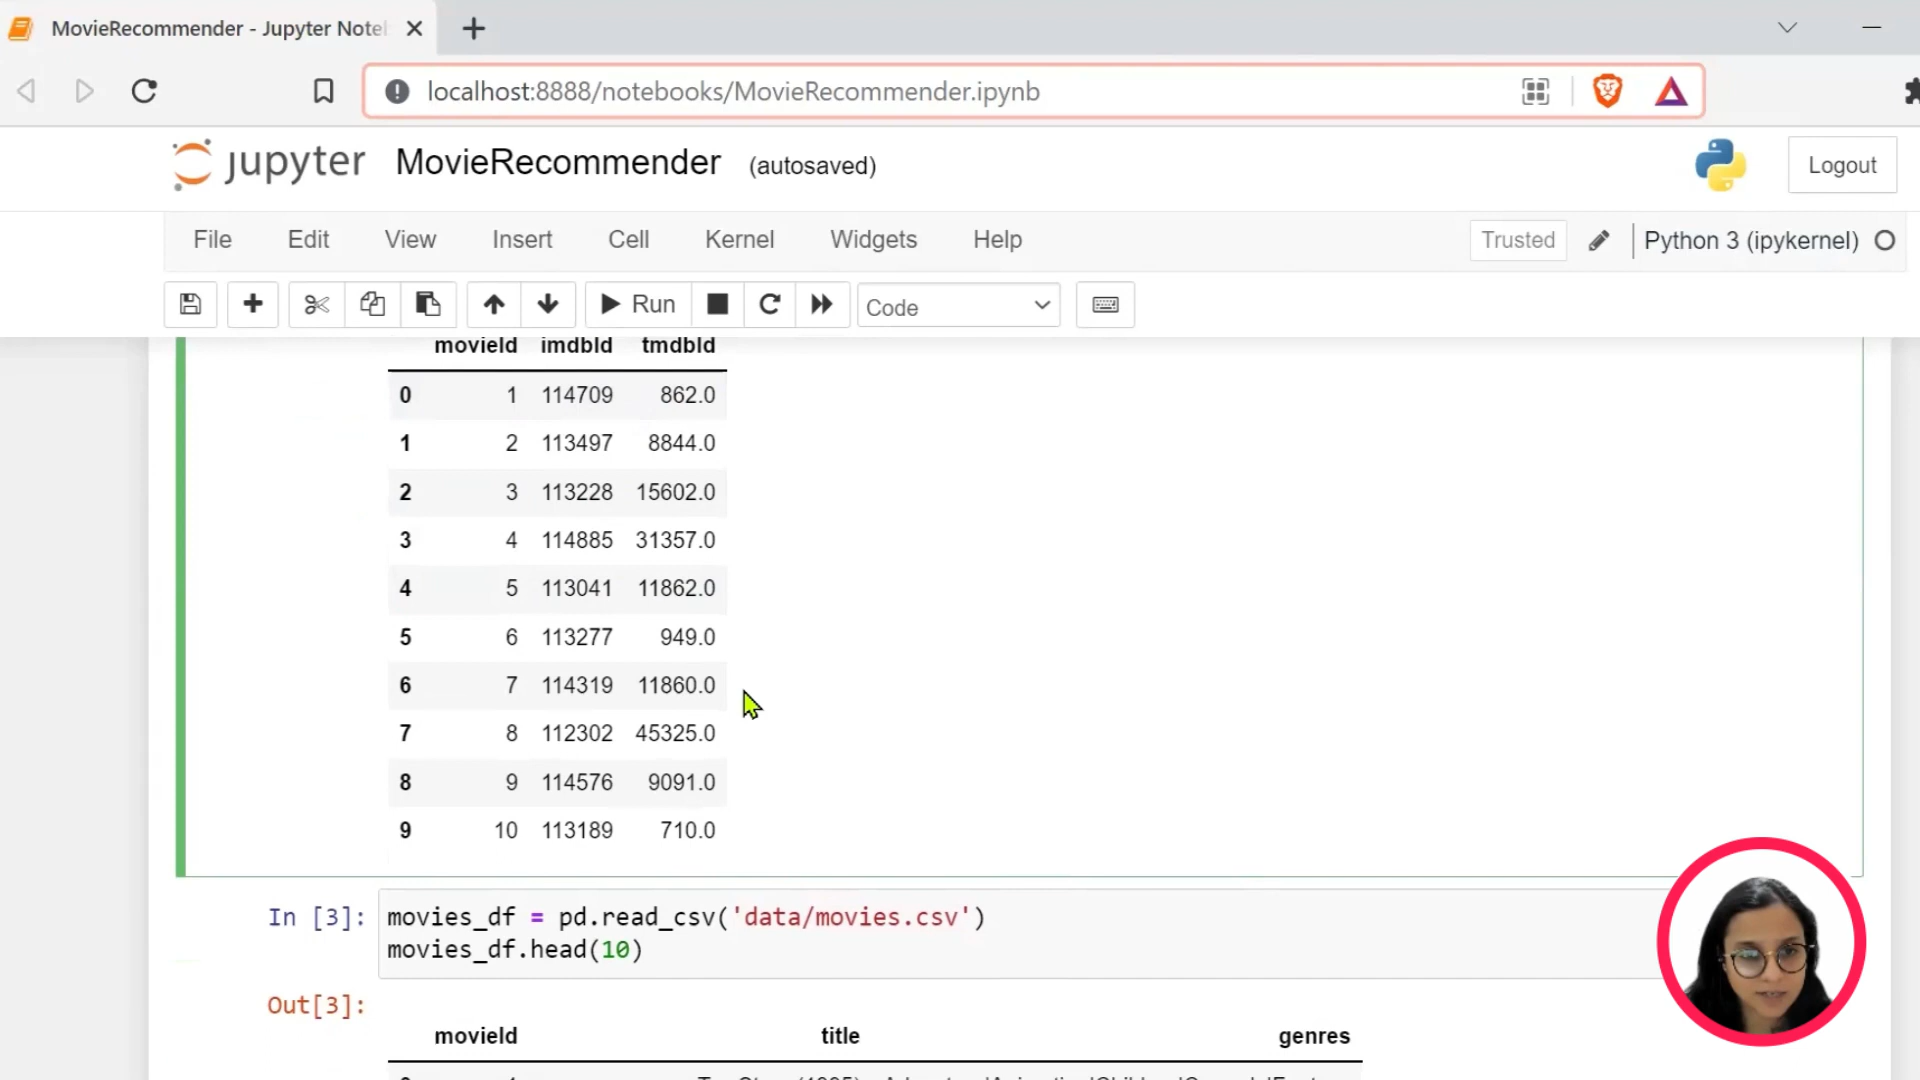 MovieRecommender - Jupyter Note
localhost:8888/notebooks/MovieRecommender.ipynb
jupyter MovieRecommender (autosaved) Logout
File Edit View Insert Cell Kernel Widgets Help Trusted Python 3 (ipykernel)
Run Code
movieId imdbId tmdbId
0 1 114709 862.0
1 2 113497 8844.0
2 3 113228 15602.0
3 4 114885 31357.0
4 5 113041 11862.0
5 6 113277 949.0
6 7 114319 11860.0
7 8 112302 45325.0
8 9 114576 9091.0
9 10 113189 710.0
In [3]: movies_df = pd.read_csv('data/movies.csv')
movies_df.head(10)
Out[3]:
movieId title genres